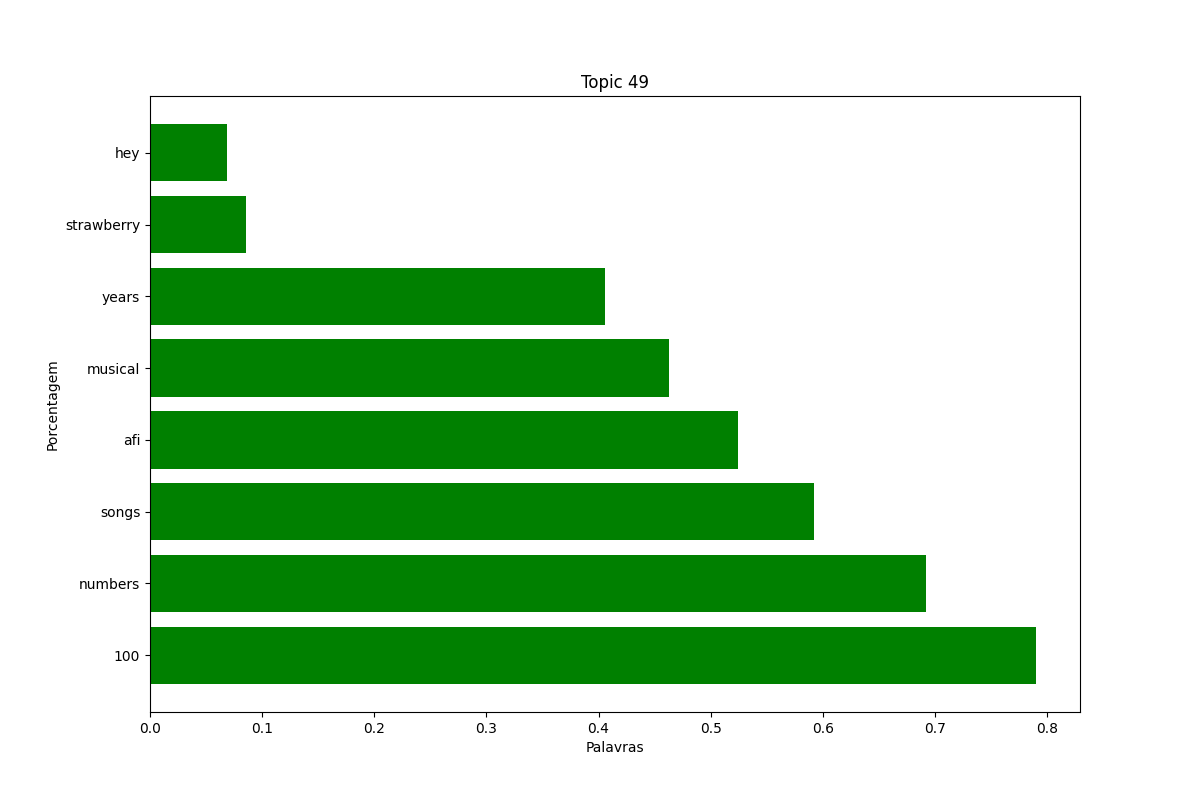 Topic 49
hey
strawberry
years
musical
afi
songs
numbers
100
Porcentagem
0.0 0.1 0.2 0.3 0.4 0.5 0.6 0.7 0.8
Palavras